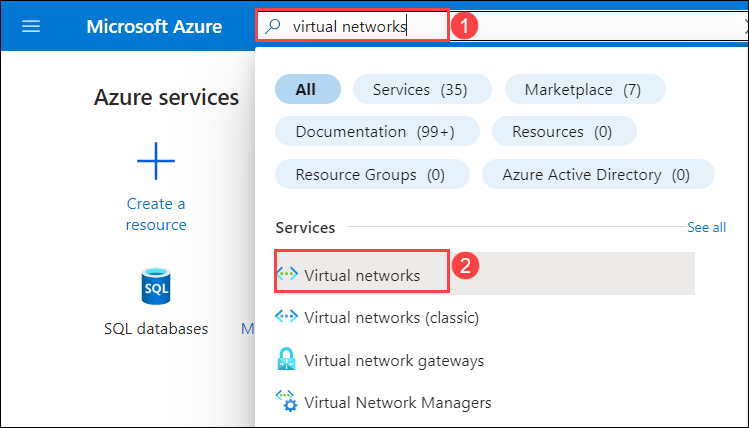 Microsoft Azure
virtual networks
1
Azure services
All
Services (35)
Marketplace (7)
Documentation (99+)
Resources (0)
Resource Groups (0)
Azure Active Directory (0)
Create a
resource
Services
See all
Virtual networks
2
SQL
SQL databases
M
Virtual networks (classic)
Virtual network gateways
Virtual Network Managers